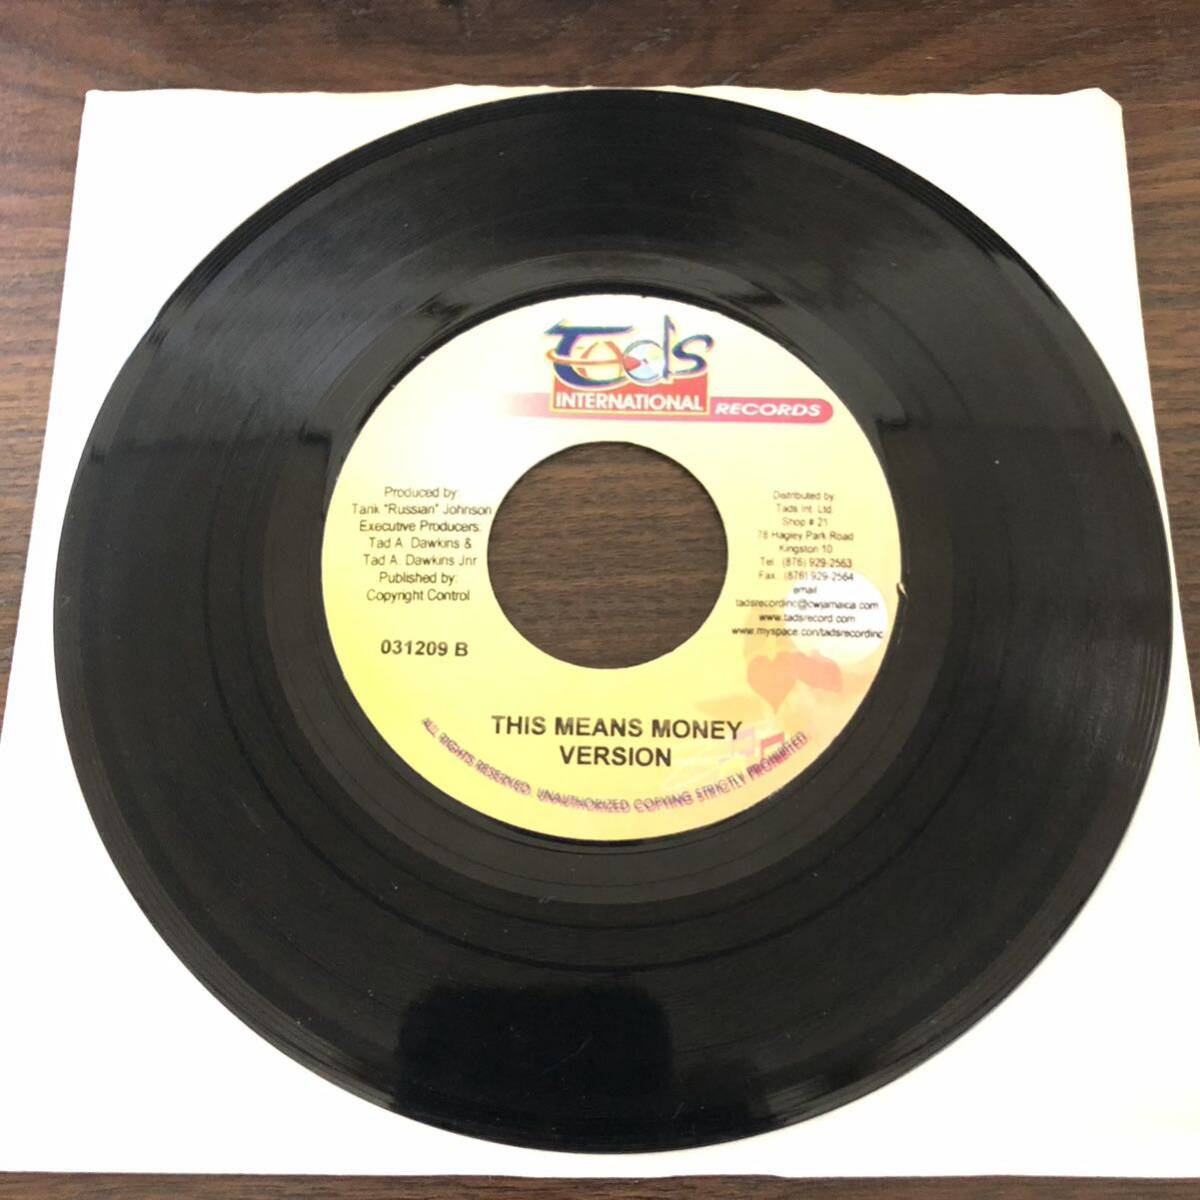 Tads
INTERNATIONAL
RECORDS
Produced by:
Tarik "Russian" Johnson
Executive Producers:
Tad A. Dawkins &
Tad A. Dawkins Jnr
Published by:
Copyright Control
031209 B
Distributed by
Tads Int. Ltd.
Shop # 21
78 Hagley Park Road
Kingston 10
Tel.: (876) 929-2563
Fax.: (876) 929-2564
email
tadsrecordinc@cwjamaica.com
www.tadsrecord.com
www.myspace.con/tadsrecordinc
THIS MEANS MONEY
VERSION
ALL RIGHTS RESERVED. UNAUTHORIZED COPYING STRICTLY PROHIBITED